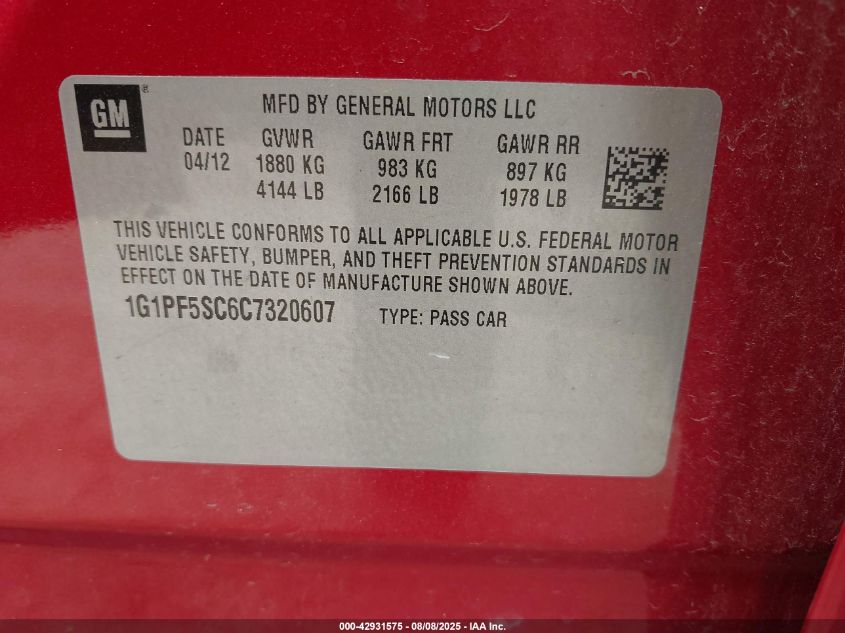 GM ®
MFD BY GENERAL MOTORS LLC
DATE GVWR GAWR FRT GAWR RR
04/12 1880 KG 983 KG 897 KG
4144 LB 2166 LB 1978 LB
THIS VEHICLE CONFORMS TO ALL APPLICABLE U.S. FEDERAL MOTOR
VEHICLE SAFETY, BUMPER, AND THEFT PREVENTION STANDARDS IN
EFFECT ON THE DATE OF MANUFACTURE SHOWN ABOVE.
1G1PF5SC6C7320607 TYPE: PASS CAR
000-42931575 - 08/08/2025 - IAA Inc.